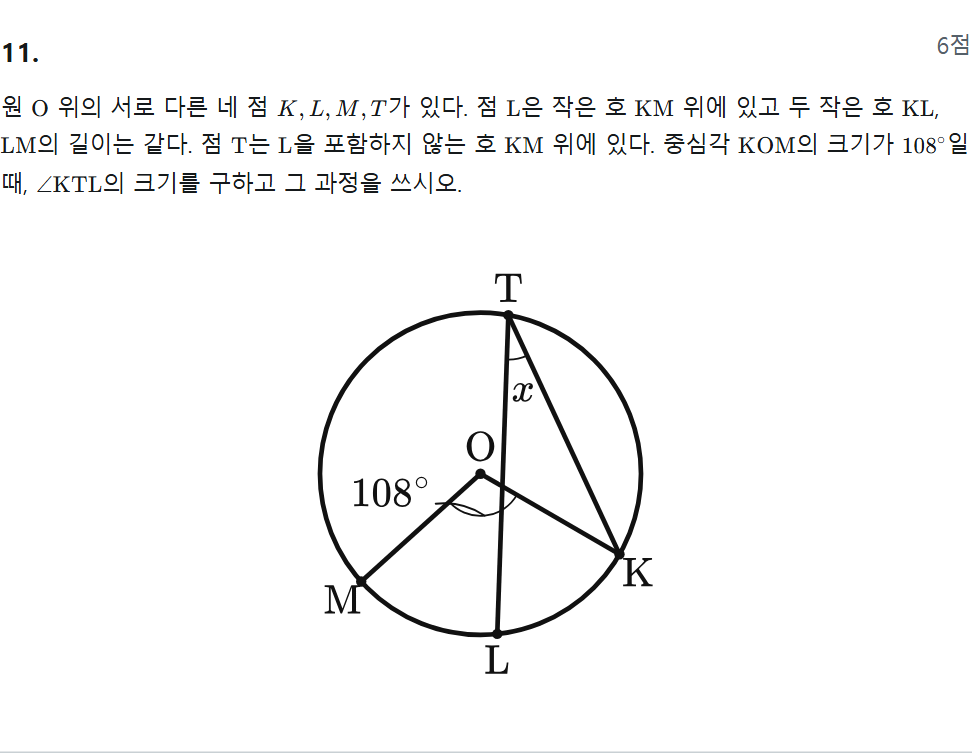 11.
6점
원 O 위의 서로 다른 네 점 K, L, M, T가 있다. 점 L은 작은 호 KM 위에 있고 두 작은 호 KL,
LM의 길이는 같다. 점 T는 L을 포함하지 않는 호 KM 위에 있다. 중심각 KOM의 크기가 108°일
때, ∠KTL의 크기를 구하고 그 과정을 쓰시오.
T
x
O
108°
K
M
L